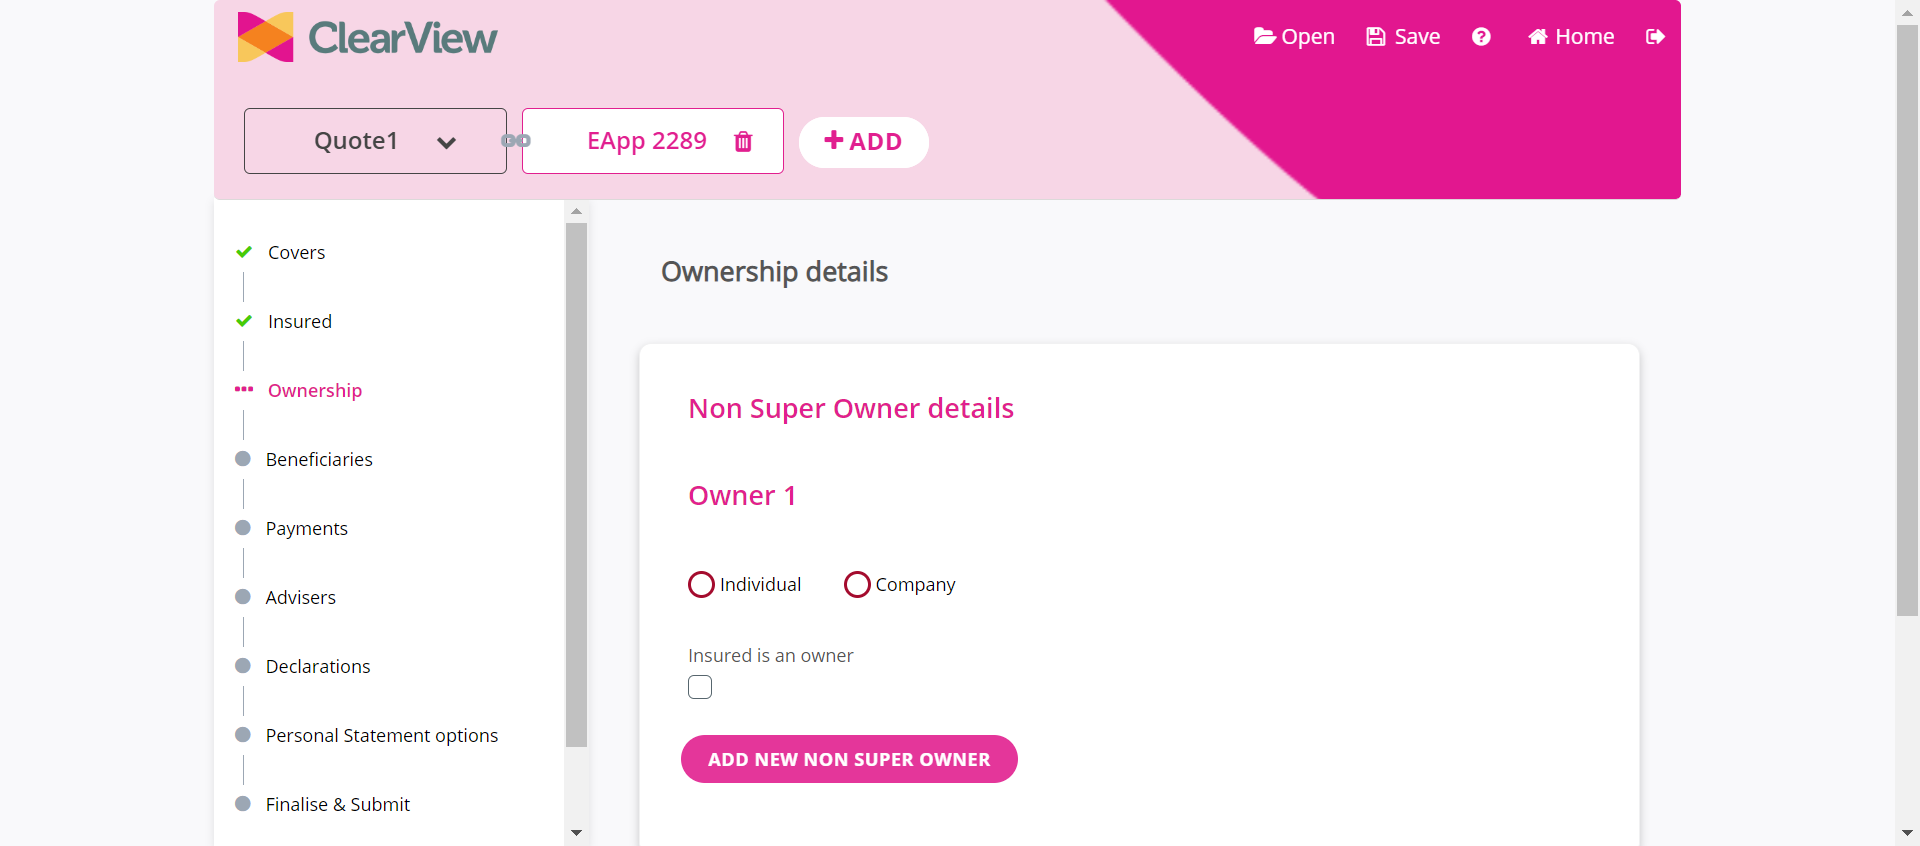 ClearView
Open
Save
Home
Quote1
EApp 2289
ADD
Covers
Insured
Ownership
Beneficiaries
Payments
Advisers
Declarations
Personal Statement options
Finalise & Submit
Ownership details
Non Super Owner details
Owner 1
Individual
Company
Insured is an owner
ADD NEW NON SUPER OWNER